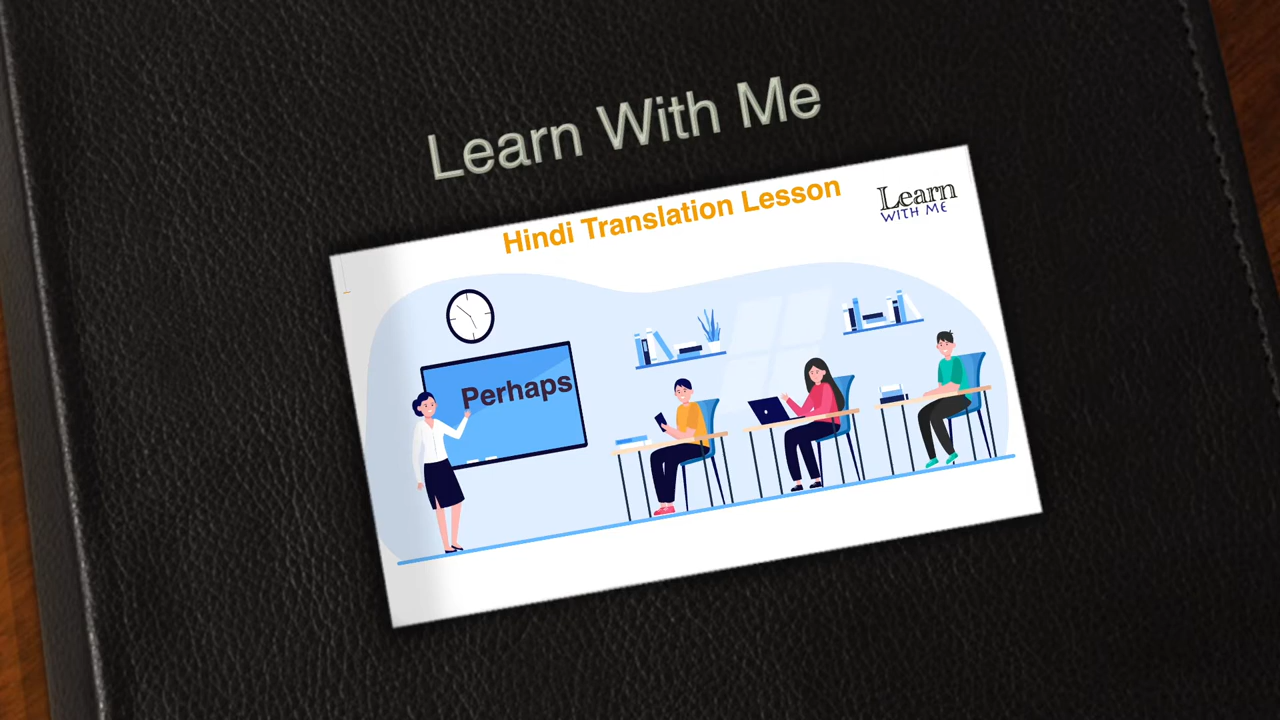 Learn With Me
Hindi Translation Lesson
Learn
WITH ME
Perhaps